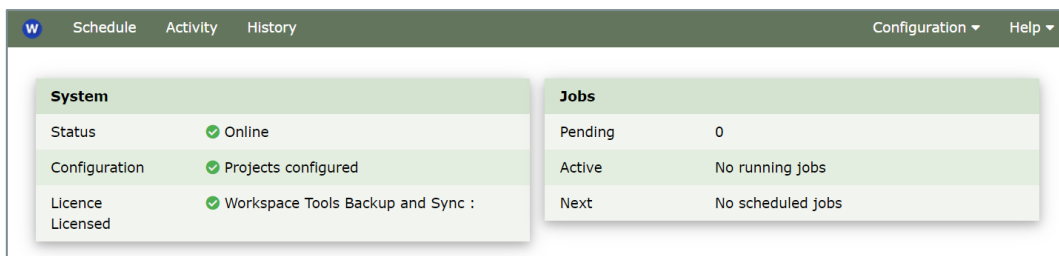 W Schedule Activity History Configuration Help
System
Status Online
Configuration Projects configured
Licence Workspace Tools Backup and Sync :
Licensed
Jobs
Pending 0
Active No running jobs
Next No scheduled jobs